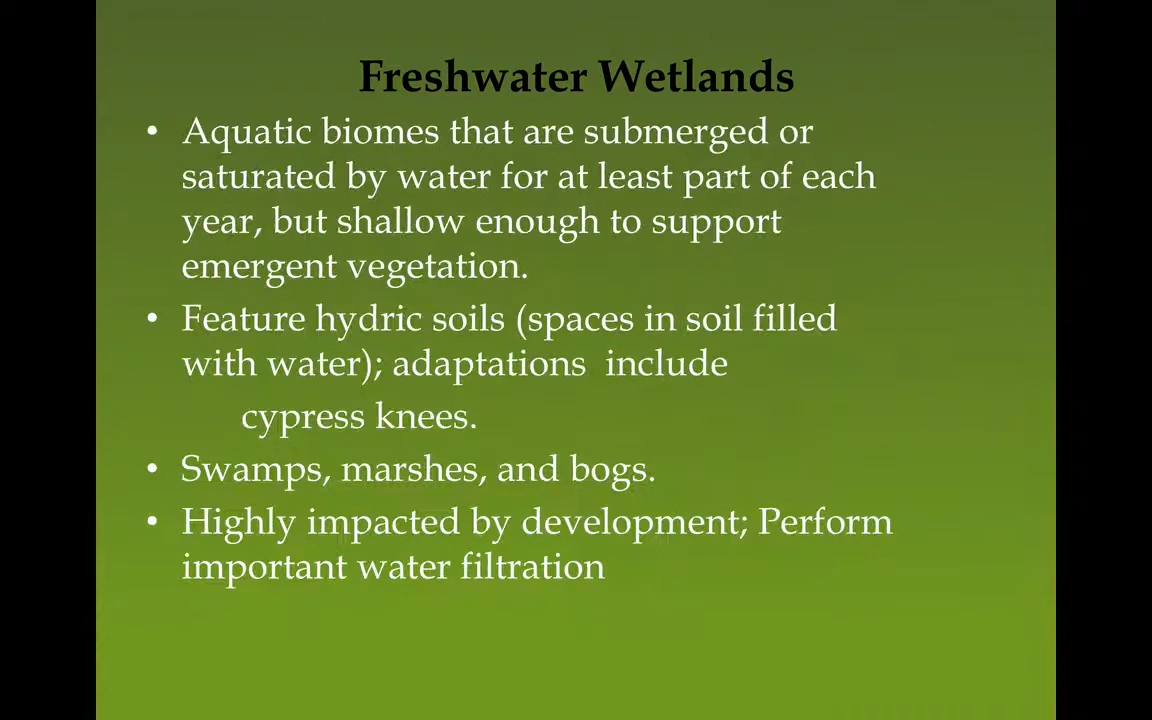 Freshwater Wetlands
• Aquatic biomes that are submerged or
saturated by water for at least part of each
year, but shallow enough to support
emergent vegetation.
• Feature hydric soils (spaces in soil filled
with water); adaptations  include
cypress knees.
• Swamps, marshes, and bogs.
• Highly impacted by development; Perform
important water filtration